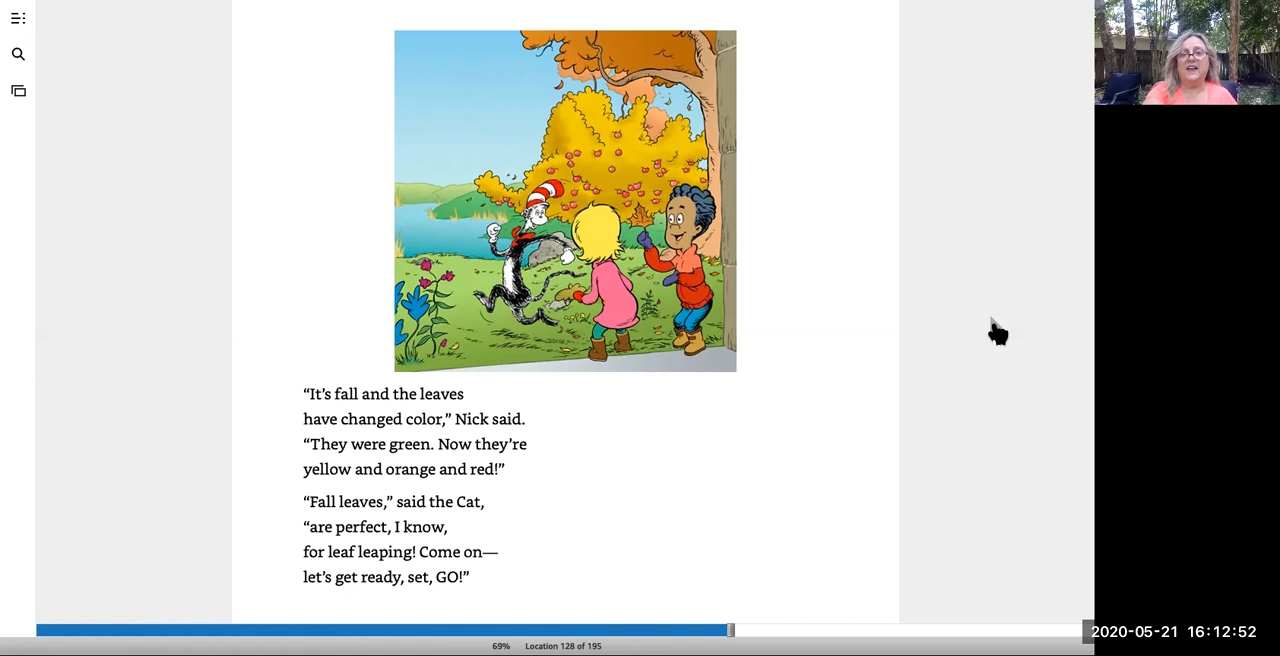 “It’s fall and the leaves
have changed color,” Nick said.
“They were green. Now they’re
yellow and orange and red!”
“Fall leaves,” said the Cat,
“are perfect, I know,
for leaf leaping! Come on—
let’s get ready, set, GO!”
69% Location 128 of 195
2020-05-21 16:12:52